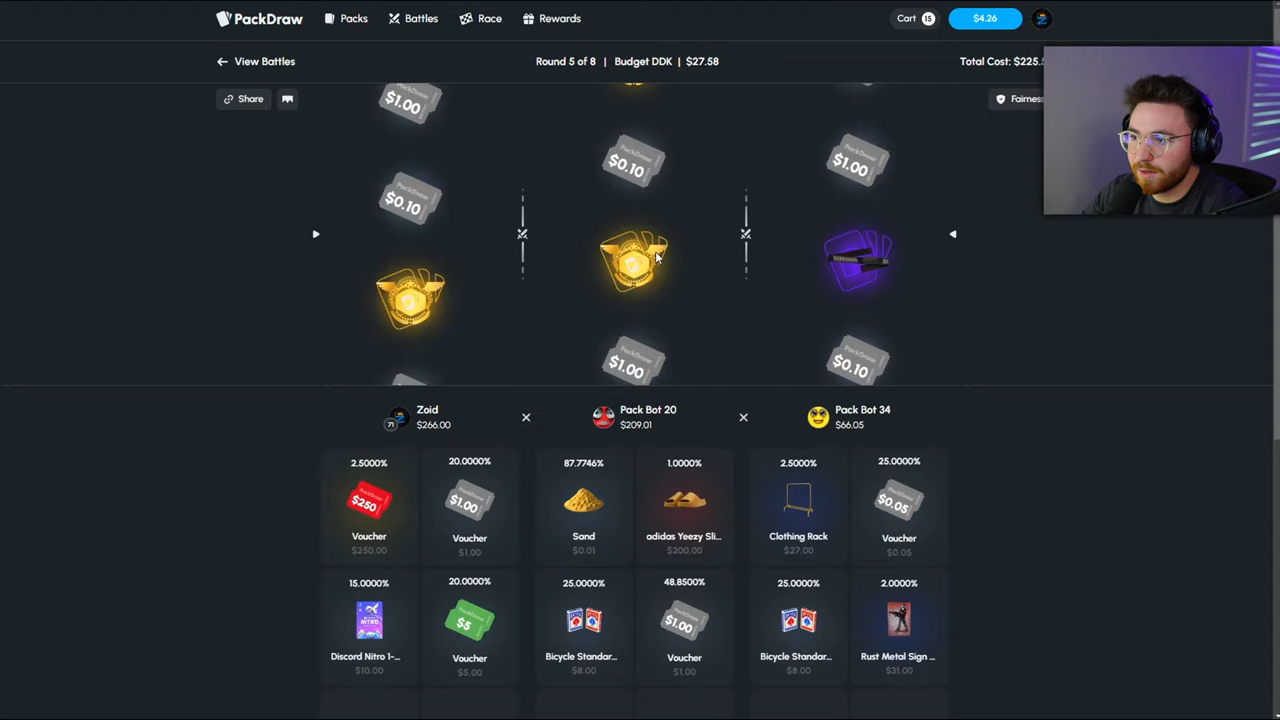 PackDraw
Packs
Battles
Race
Rewards
Cart 15
$4.26
View Battles
Round 5 of 8 | Budget DDK | $27.58
Total Cost: $225.5
Share
Fairness
$1.00
$0.10
$1.00
PackDraw
$0.10
PackDraw
$1.00
PackDraw
$0.10
Zoid
71
$266.00
Pack Bot 20
$209.01
Pack Bot 34
$66.05
2.5000%
20.0000%
87.7746%
1.0000%
2.5000%
25.0000%
$250
$1.00
$0.05
Voucher
Voucher
Sand
adidas Yeezy Sli...
Clothing Rack
Voucher
$250.00
$1.00
$0.01
$200.00
$27.00
$0.05
15.0000%
20.0000%
25.0000%
48.8500%
25.0000%
2.0000%
$5
$1.00
Discord Nitro 1-...
Voucher
Bicycle Standar...
Voucher
Bicycle Standar...
Rust Metal Sign ...
$10.00
$5.00
$8.00
$1.00
$8.00
$31.00